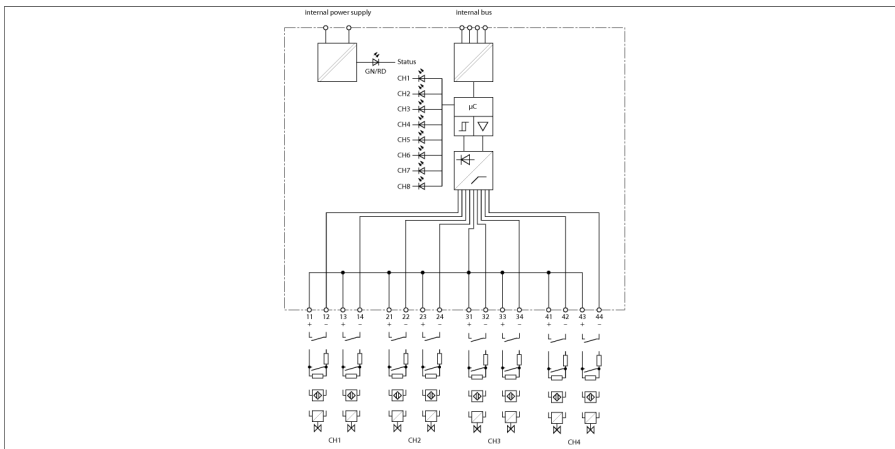 internal power supply internal bus
Status
GN/RD
CH1
CH2
CH3
µC
CH4
CH5
CH6
CH7
CH8
11 12 13 14 21 22 23 24 31 32 33 34 41 42 43 44
+ − + − + − + − + − + − + − + −
CH1 CH2 CH3 CH4